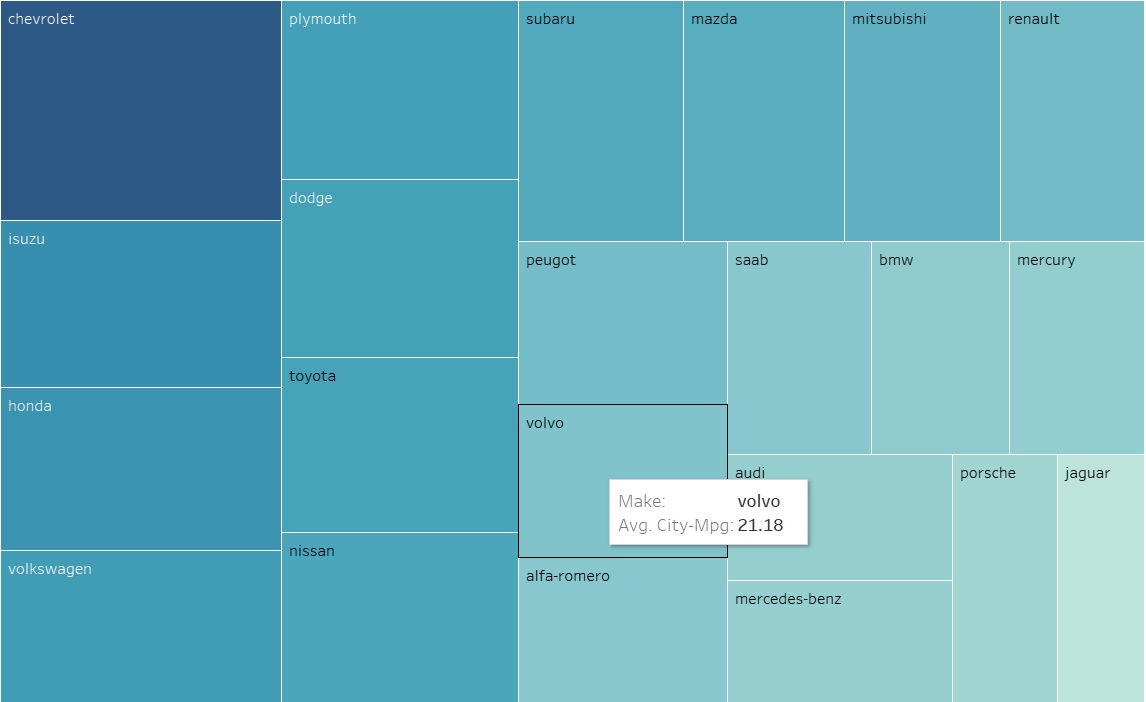 chevrolet
plymouth
subaru
mazda
mitsubishi
renault
dodge
isuzu
peugot
saab
bmw
mercury
toyota
honda
volvo
audi
porsche
jaguar
Make: volvo
Avg. City-Mpg: 21.18
nissan
volkswagen
alfa-romero
mercedes-benz